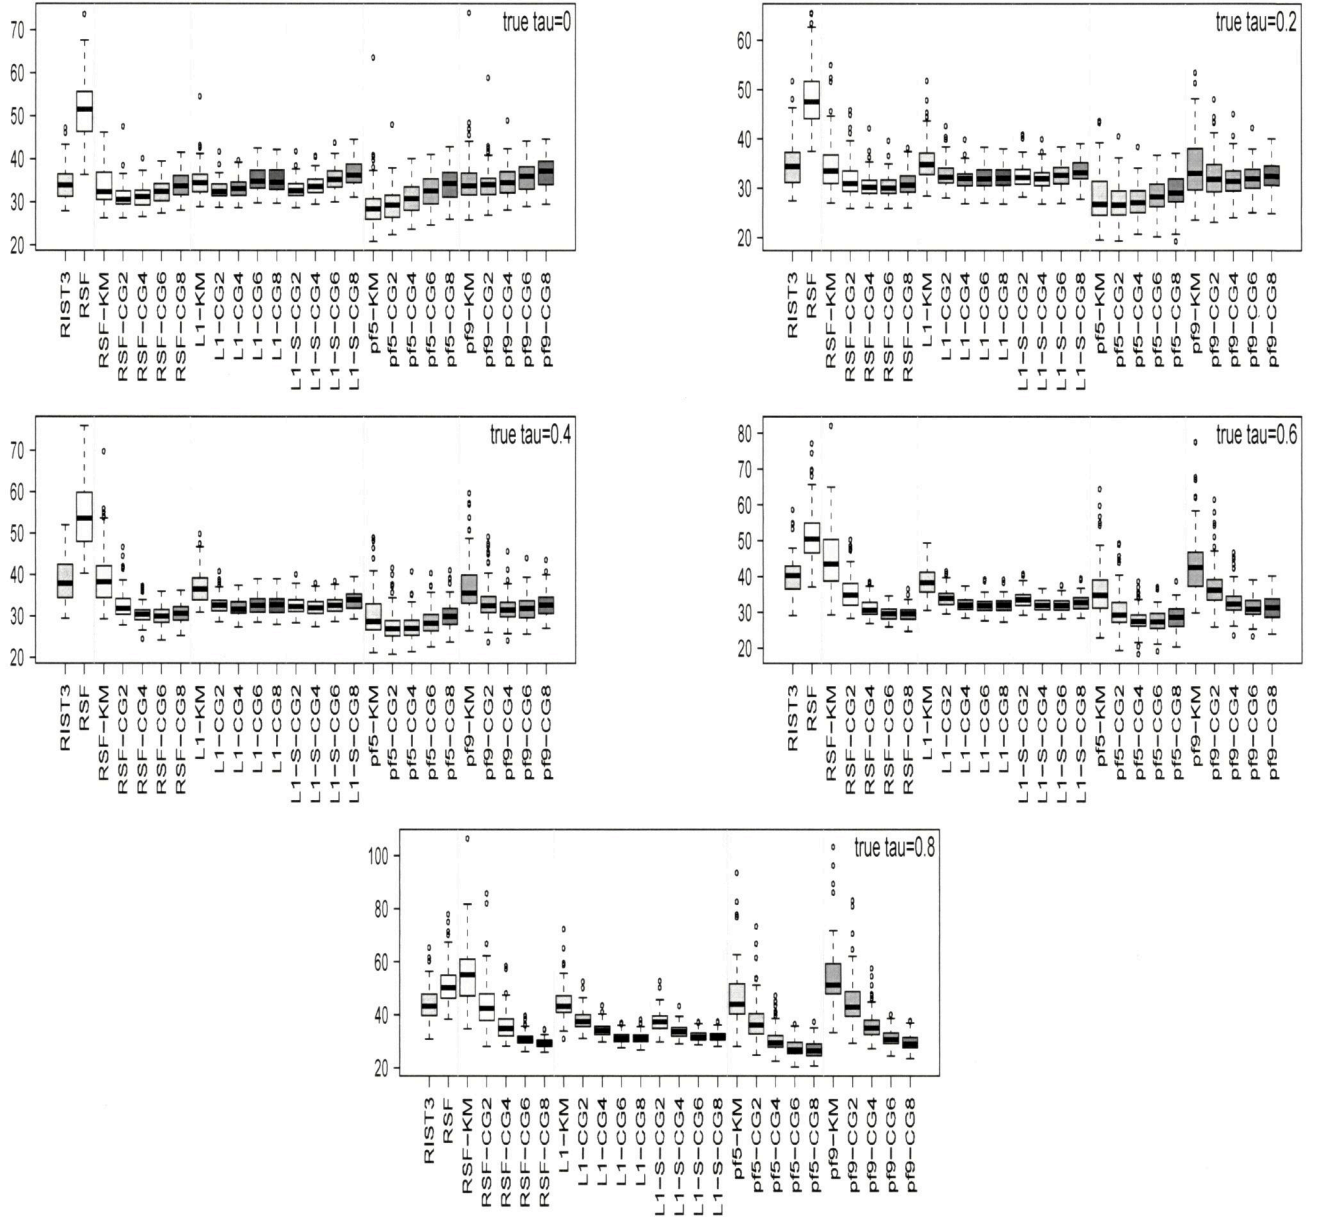 true tau=0
70
60
50
40
30
20
RIST3
RSF
RSF-KM
RSF-CG2
RSF-CG4
RSF-CG6
RSF-CG8
L1-KM
L1-CG2
L1-CG4
L1-CG6
L1-CG8
L1-S-CG2
L1-S-CG4
L1-S-CG6
L1-S-CG8
pf5-KM
pf5-CG2
pf5-CG4
pf5-CG6
pf5-CG8
pf9-KM
pf9-CG2
pf9-CG4
pf9-CG6
pf9-CG8
true tau=0.2
60
50
40
30
20
RIST3
RSF
RSF-KM
RSF-CG2
RSF-CG4
RSF-CG6
RSF-CG8
L1-KM
L1-CG2
L1-CG4
L1-CG6
L1-CG8
L1-S-CG2
L1-S-CG4
L1-S-CG6
L1-S-CG8
pf5-KM
pf5-CG2
pf5-CG4
pf5-CG6
pf5-CG8
pf9-KM
pf9-CG2
pf9-CG4
pf9-CG6
pf9-CG8
true tau=0.4
70
60
50
40
30
20
RIST3
RSF
RSF-KM
RSF-CG2
RSF-CG4
RSF-CG6
RSF-CG8
L1-KM
L1-CG2
L1-CG4
L1-CG6
L1-CG8
L1-S-CG2
L1-S-CG4
L1-S-CG6
L1-S-CG8
pf5-KM
pf5-CG2
pf5-CG4
pf5-CG6
pf5-CG8
pf9-KM
pf9-CG2
pf9-CG4
pf9-CG6
pf9-CG8
true tau=0.6
80
70
60
50
40
30
20
RIST3
RSF
RSF-KM
RSF-CG2
RSF-CG4
RSF-CG6
RSF-CG8
L1-KM
L1-CG2
L1-CG4
L1-CG6
L1-CG8
L1-S-CG2
L1-S-CG4
L1-S-CG6
L1-S-CG8
pf5-KM
pf5-CG2
pf5-CG4
pf5-CG6
pf5-CG8
pf9-KM
pf9-CG2
pf9-CG4
pf9-CG6
pf9-CG8
true tau=0.8
100
80
60
40
20
RIST3
RSF
RSF-KM
RSF-CG2
RSF-CG4
RSF-CG6
RSF-CG8
L1-KM
L1-CG2
L1-CG4
L1-CG6
L1-CG8
L1-S-CG2
L1-S-CG4
L1-S-CG6
L1-S-CG8
pf5-KM
pf5-CG2
pf5-CG4
pf5-CG6
pf5-CG8
pf9-KM
pf9-CG2
pf9-CG4
pf9-CG6
pf9-CG8